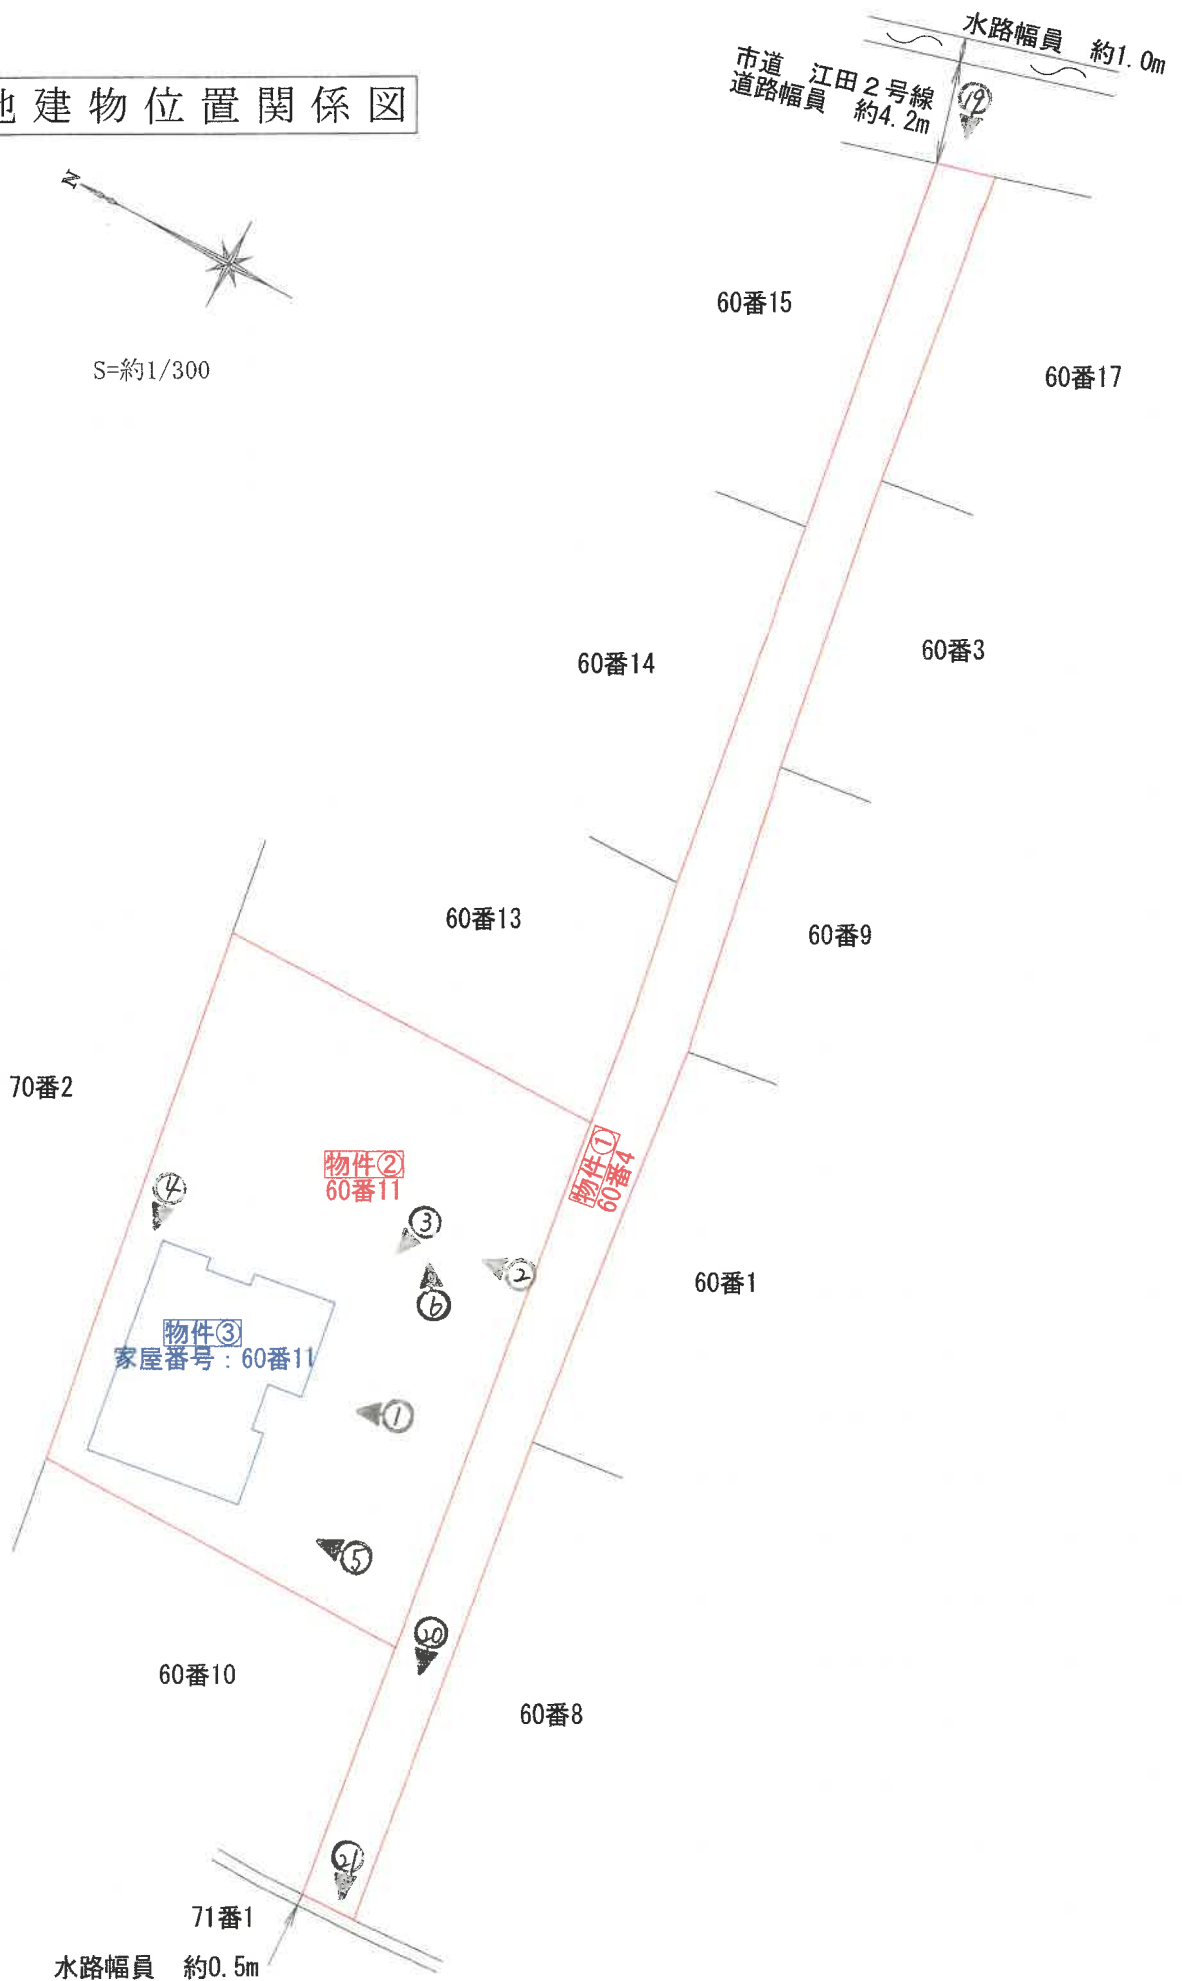 地建物位置関係図
水路幅員 約1.0m
市道 江田2号線
道路幅員 約4.2m
⑲
N
S=約1/300
60番15
60番17
60番14
60番3
60番13
60番9
70番2
物件①
60番4
物件②
60番11
④
③
②
⑥
60番1
物件③
家屋番号：60番11
①
⑤
⑳
60番10
60番8
㉑
71番1
水路幅員 約0.5m